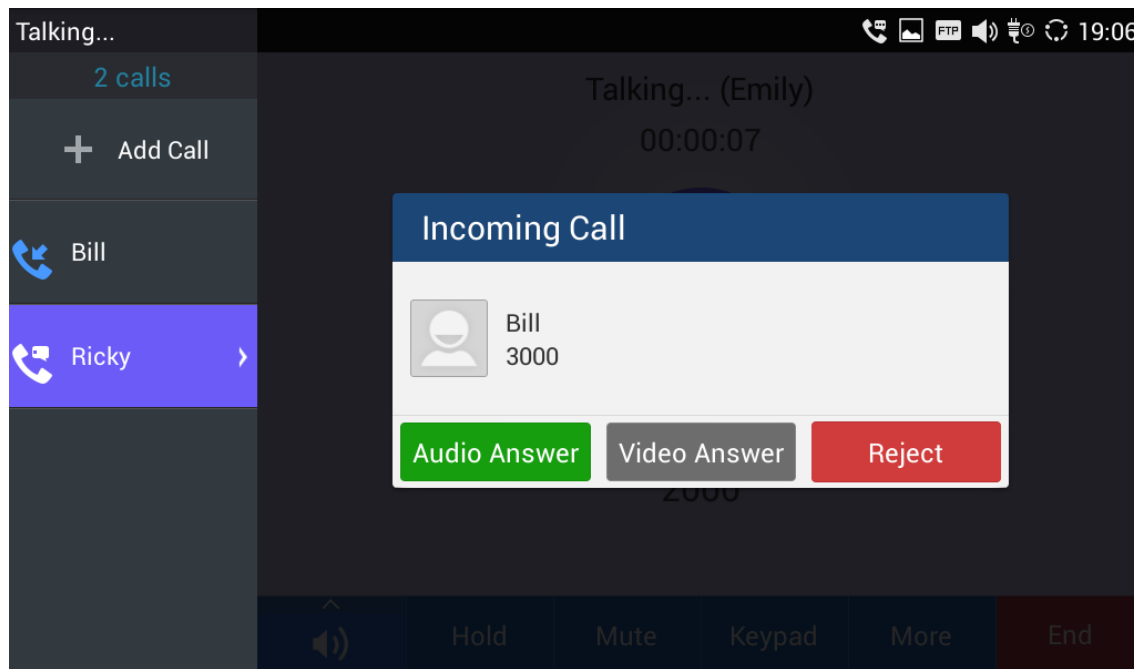 Talking...
FTP
19:06
2 calls
Talking... (Emily)
00:00:07
Add Call
Bill
Ricky
Incoming Call
Bill
3000
Audio Answer
Video Answer
Reject
2000
Hold
Mute
Keypad
More
End